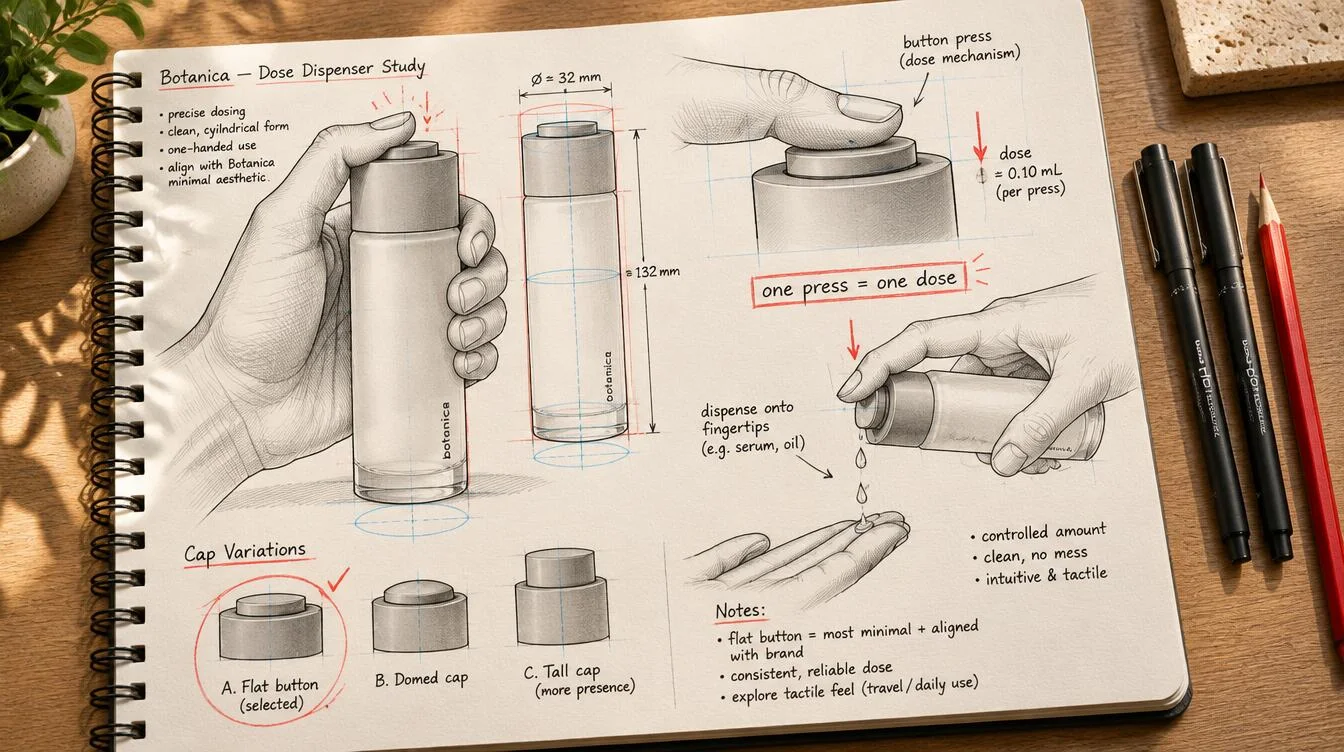 Botanica — Dose Dispenser Study
• precise dosing
• clean, cylindrical form
• one-handed use
• align with Botanica
minimal aesthetic.
Ø ≈ 32 mm
≈ 132 mm
botanica
botanica
button press
(dose mechanism)
dose
≈ 0.10 mL
(per press)
one press = one dose
dispense onto
fingertips
(e.g. serum, oil)
• controlled amount
• clean, no mess
• intuitive & tactile
Cap Variations
A. Flat button
(selected)
B. Domed cap
C. Tall cap
(more presence)
Notes:
• flat button = most minimal + aligned
with brand
• consistent, reliable dose
• explore tactile feel (travel / daily use)